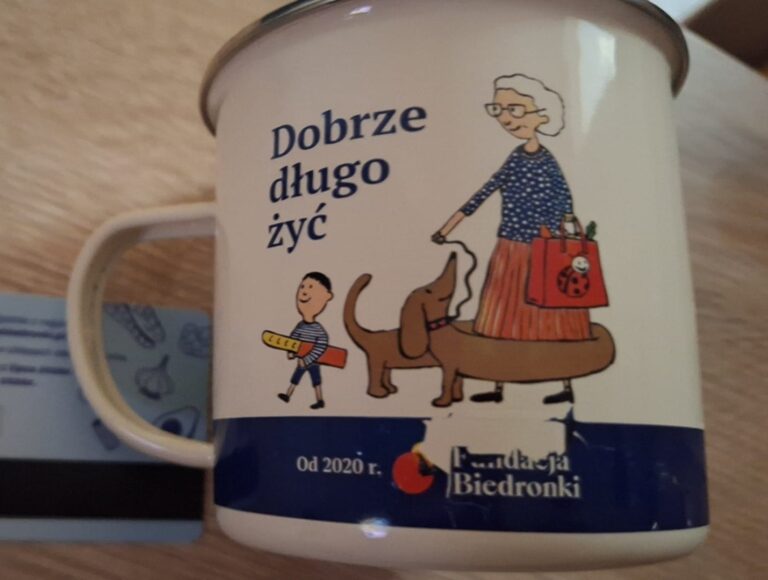 Dobrze
długo
żyć
Od 2020 r.
Fundacja
Biedronki